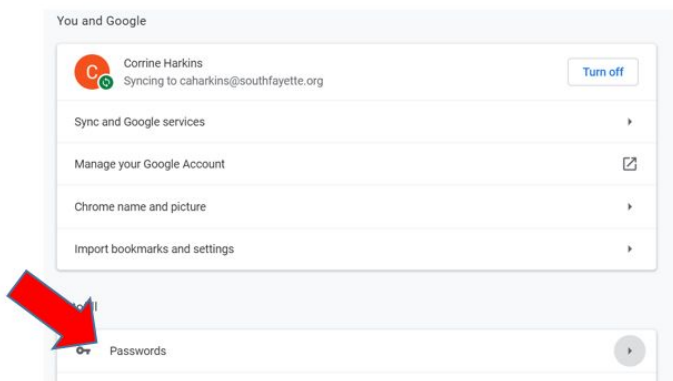 You and Google
C
Corrine Harkins
Syncing to caharkins@southfayette.org
Turn off
Sync and Google services
Manage your Google Account
Chrome name and picture
Import bookmarks and settings
Passwords